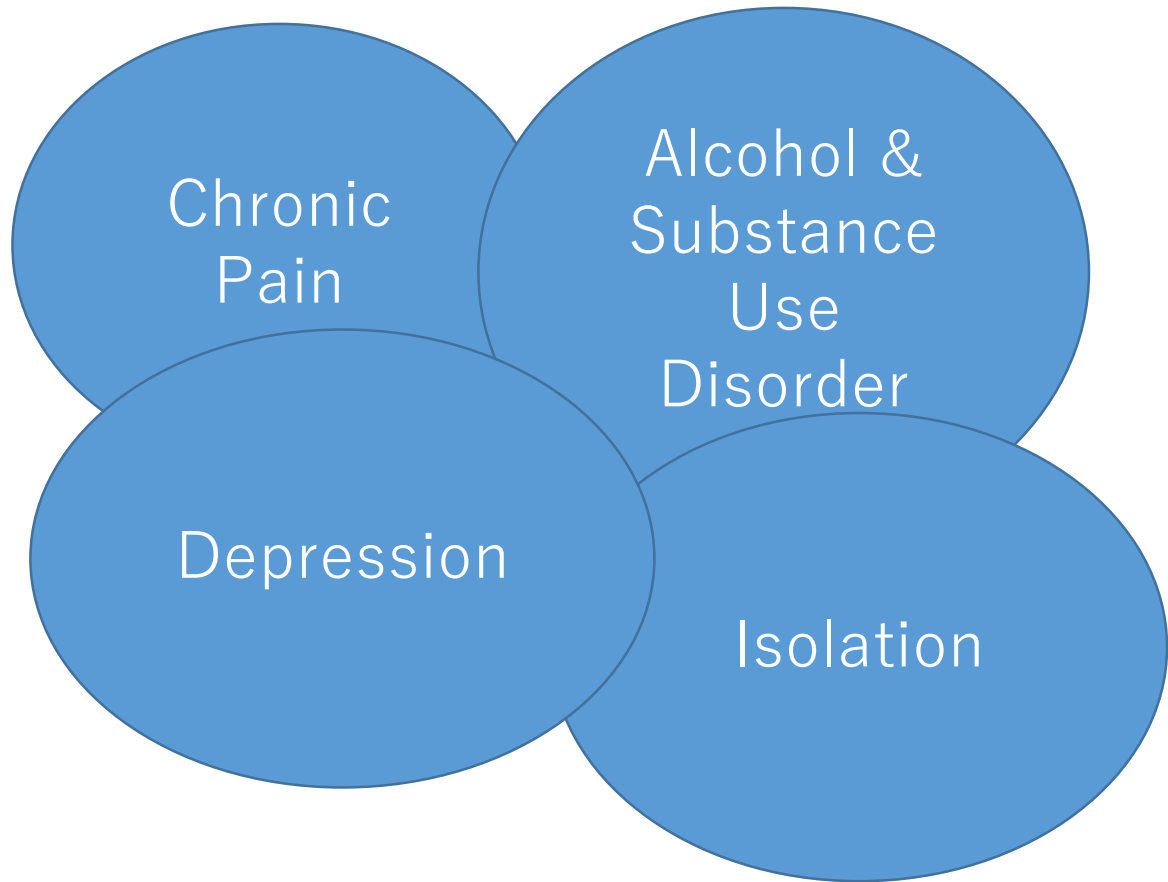 Chronic
Pain
Alcohol &
Substance
Use
Disorder
Depression
Isolation